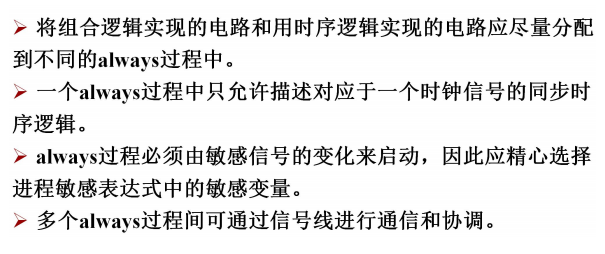 ➢ 将组合逻辑实现的电路和用时序逻辑实现的电路应尽量分配
到不同的always过程中。
➢ 一个always过程中只允许描述对应于一个时钟信号的同步时
序逻辑。
➢ always过程必须由敏感信号的变化来启动，因此应精心选择
进程敏感表达式中的敏感变量。
➢ 多个always过程间可通过信号线进行通信和协调。